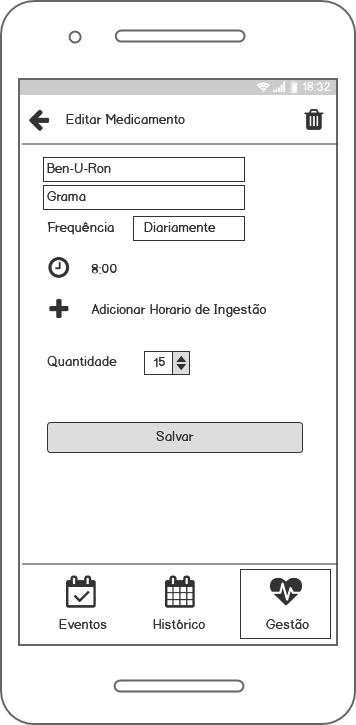 18:32
Editar Medicamento
Ben-U-Ron
Grama
Frequência Diariamente
8:00
Adicionar Horario de Ingestão
Quantidade 15
Salvar
Eventos Histórico Gestão